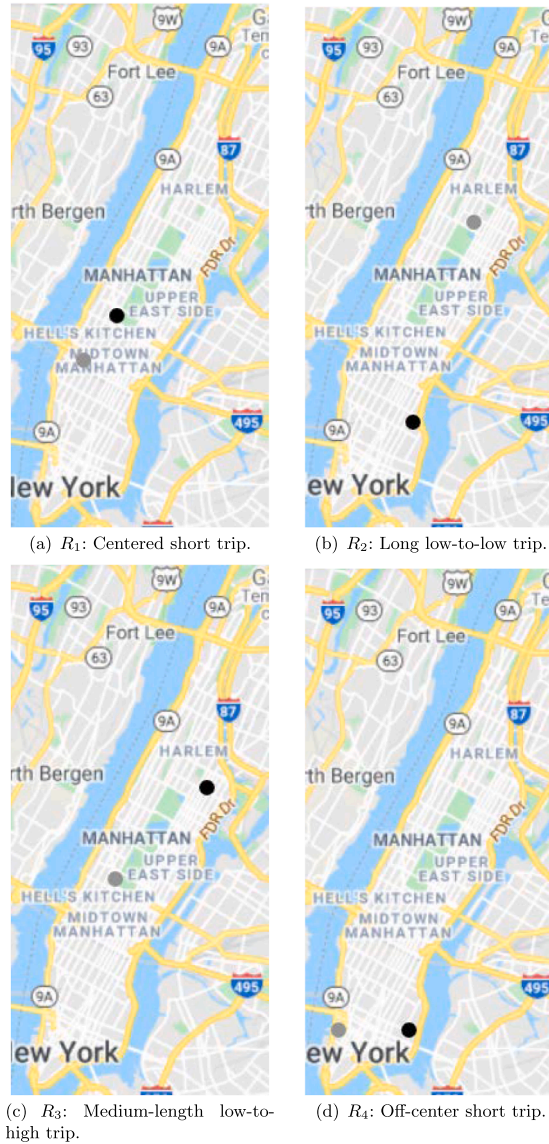 9W
Ga
95
93
9A
Tem
Fort Lee
63
9A
87
HARLEM
rth Bergen
FDR Dr
MANHATTAN
UPPER
EAST SIDE
HELL'S KITCHEN
MIDTOWN
MANHATTAN
9A
495
lew York
(a) R₁: Centered short trip.
9W
G
95
93
9A
Ten
c
Fort Lee
63
9A
87
HARLEM
rth Bergen
FDR Dr
MANHATTAN
UPPER
EAST SIDE
HELL'S KITCHEN
MIDTOWN
MANHATTAN
9A
495
ew York
(b) R₂: Long low-to-low trip.
9W
Ga
95
93
9A
Tem
Fort Lee
63
9A
87
HARLEM
rth Bergen
FDR Dr
MANHATTAN
UPPER
EAST SIDE
HELL'S KITCHEN
MIDTOWN
MANHATTAN
9A
495
lew York
(c) R₃: Medium-length low-to-
high trip.
9W
G
95
93
9A
Ten
c
Fort Lee
63
9A
87
HARLEM
rth Bergen
FDR Dr
MANHATTAN
UPPER
EAST SIDE
HELL'S KITCHEN
MIDTOWN
MANHATTAN
9A
495
ew York
(d) R₄: Off-center short trip.